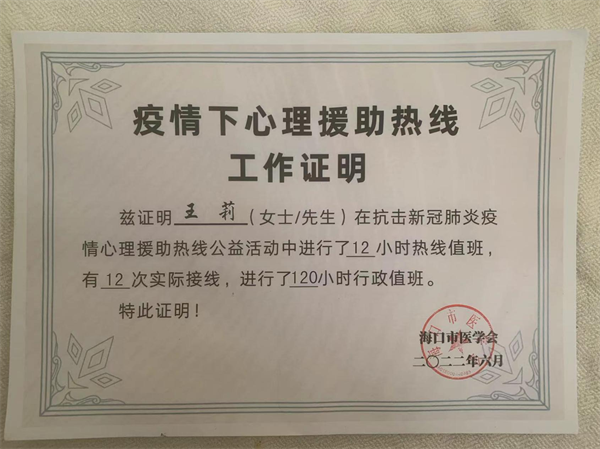 疫情下心理援助热线
工作证明
兹证明王莉(女士/先生)在抗击新冠肺炎疫
情心理援助热线公益活动中进行了12小时热线值班,
有12次实际接线,进行了120小时行政值班。
特此证明!
海口市医学会
二〇二二年六月